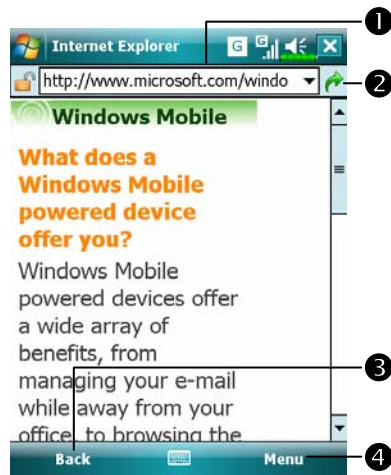 1
Internet Explorer
G G
http://www.microsoft.com/windo
2
Windows Mobile
What does a
Windows Mobile
powered device
offer you?
Windows Mobile
powered devices offer
a wide array of
benefits, from
managing your e-mail
while away from your
office, to browsing the
3
Back
Menu
4